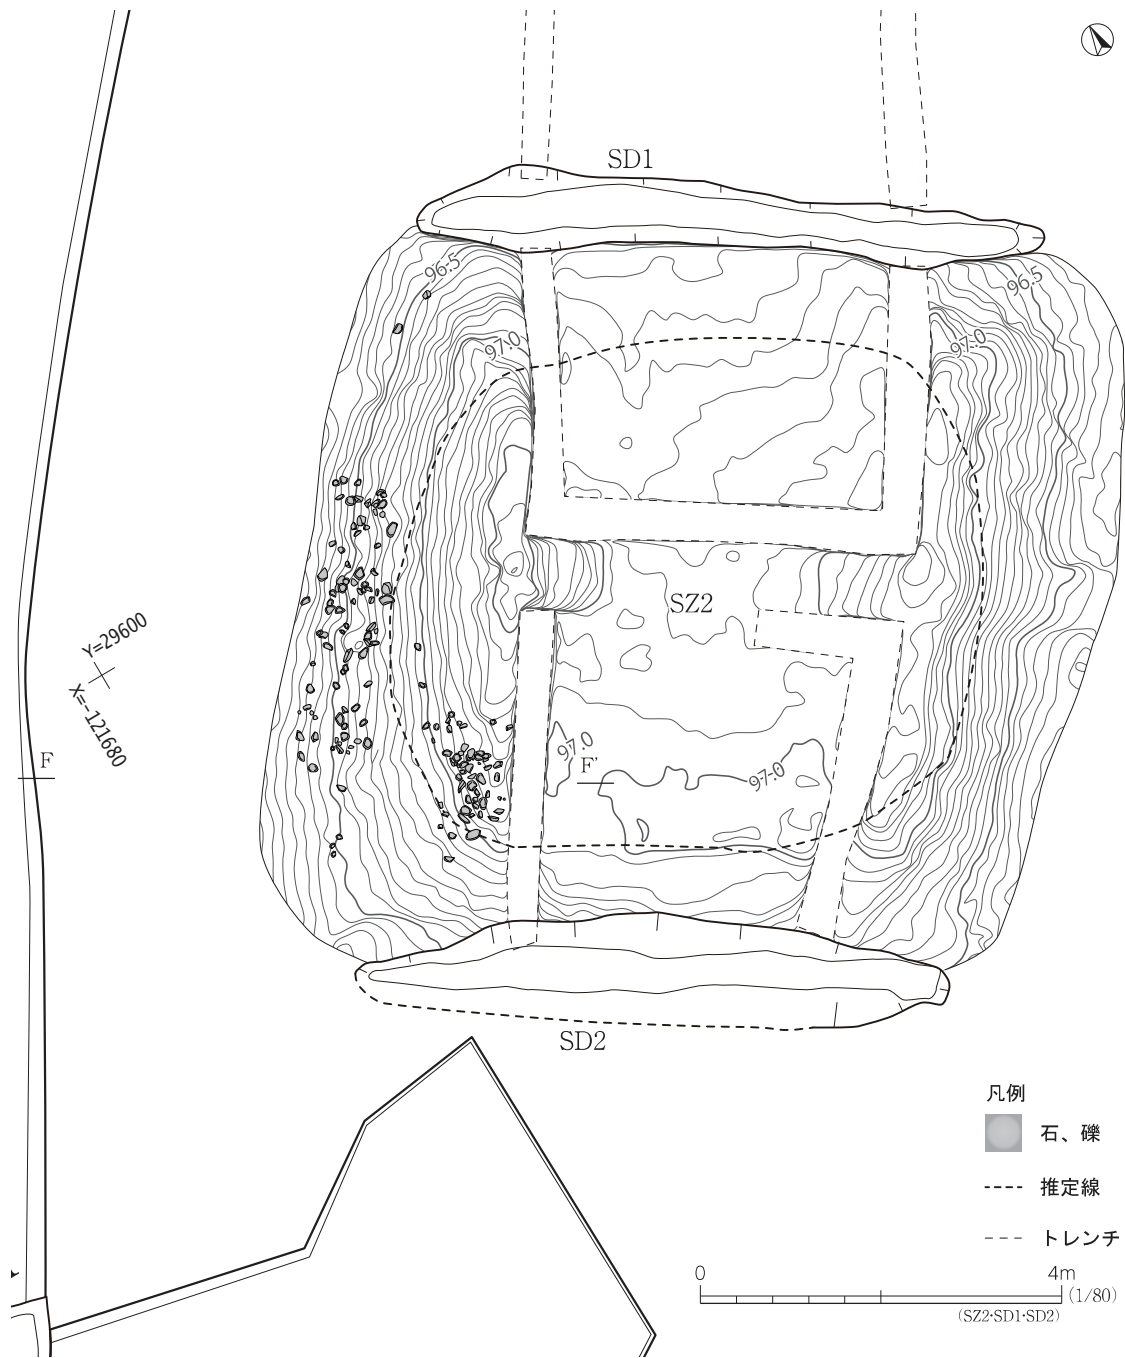 SD1
96.5
96.5
97.0
97.0
SZ2
Y=29600
X=-121680
F
97.0
F'
97.0
SD2
凡例
石、礫
推定線
トレンチ
0 4m
(1/80)
(SZ2·SD1·SD2)